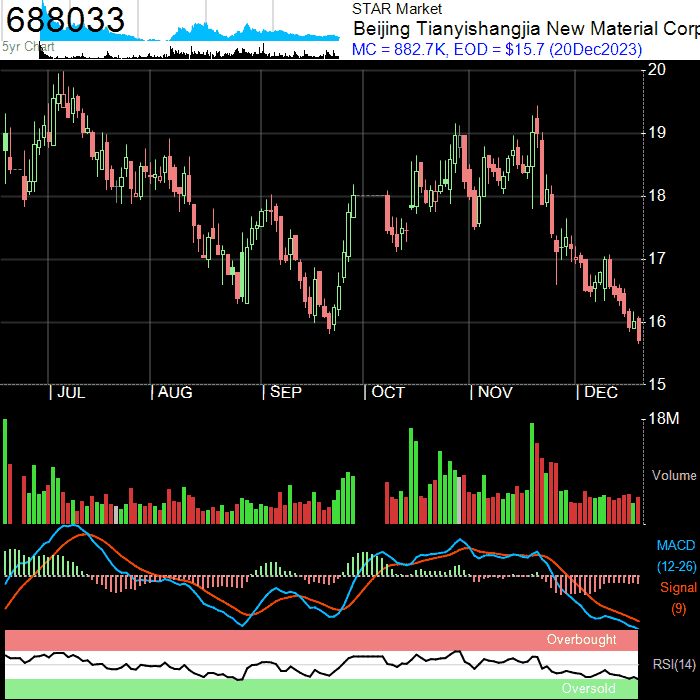 688033
5yr Chart
STAR Market
Beijing Tianyishangjia New Material Corp
MC = 882.7K, EOD = $15.7 (20Dec2023)
20
19
18
17
16
15
| JUL | AUG | SEP | OCT | NOV | DEC
18M
Volume
MACD
(12-26)
Signal
(9)
Overbought
RSI(14)
Oversold